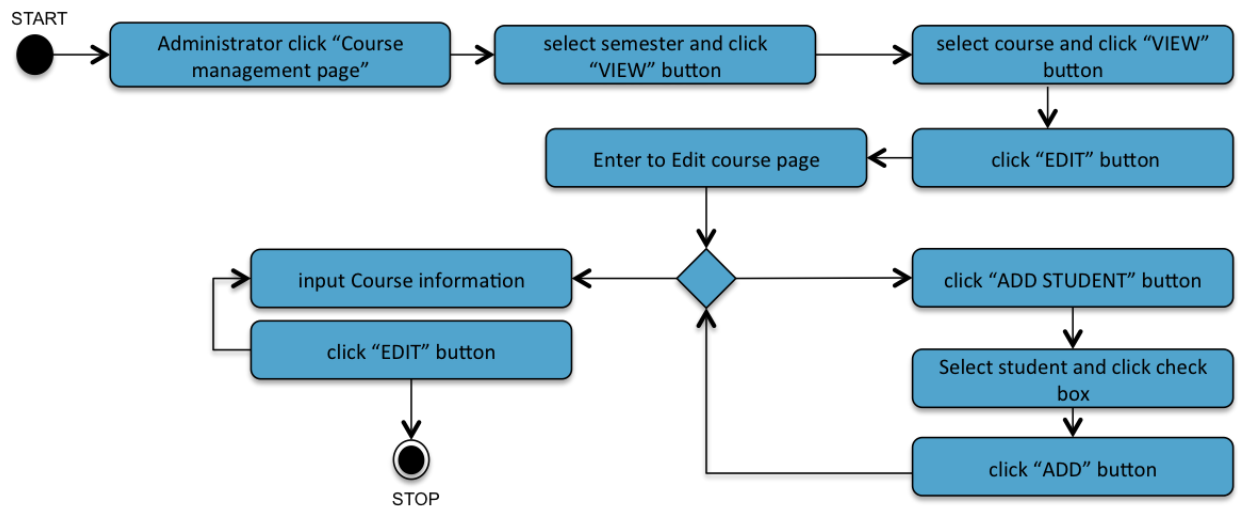 START
Administrator click “Course
management page”
select semester and click
“VIEW” button
select course and click “VIEW”
button
click “EDIT” button
Enter to Edit course page
input Course information
click “ADD STUDENT” button
click “EDIT” button
Select student and click check
box
click “ADD” button
STOP